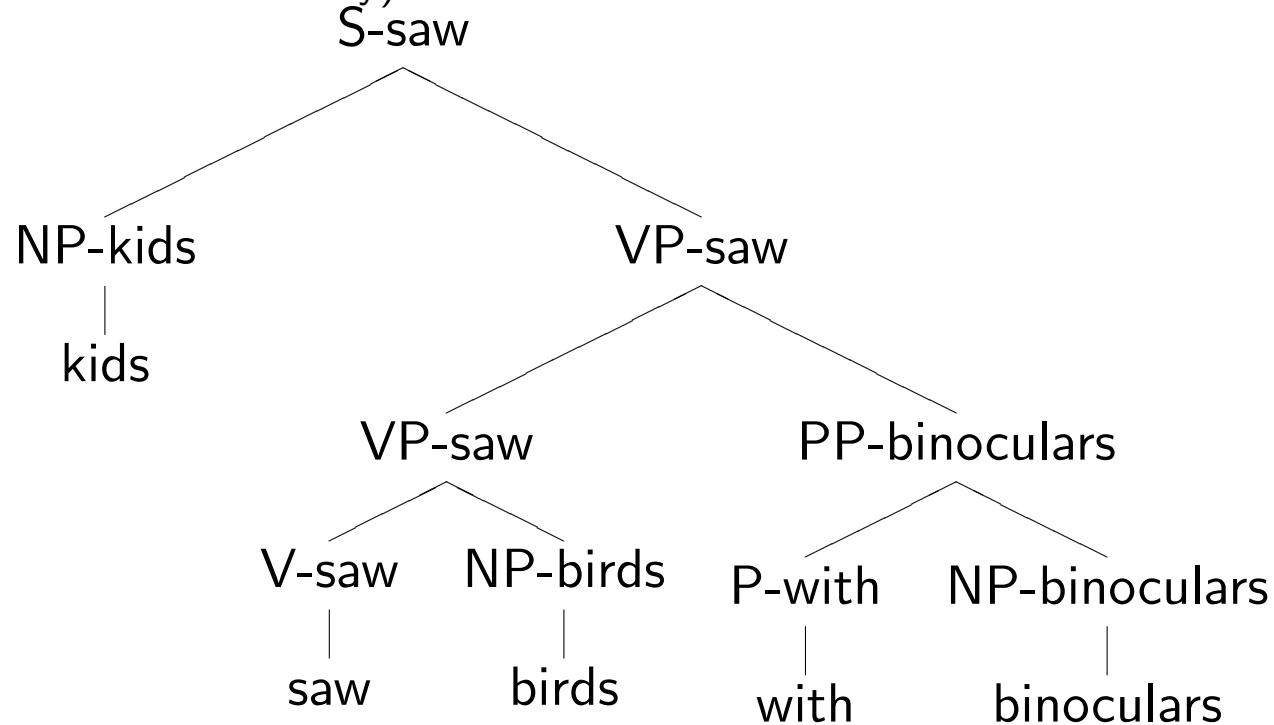 S-saw
NP-kids VP-saw
kids
VP-saw PP-binoculars
V-saw NP-birds P-with NP-binoculars
saw birds with binoculars